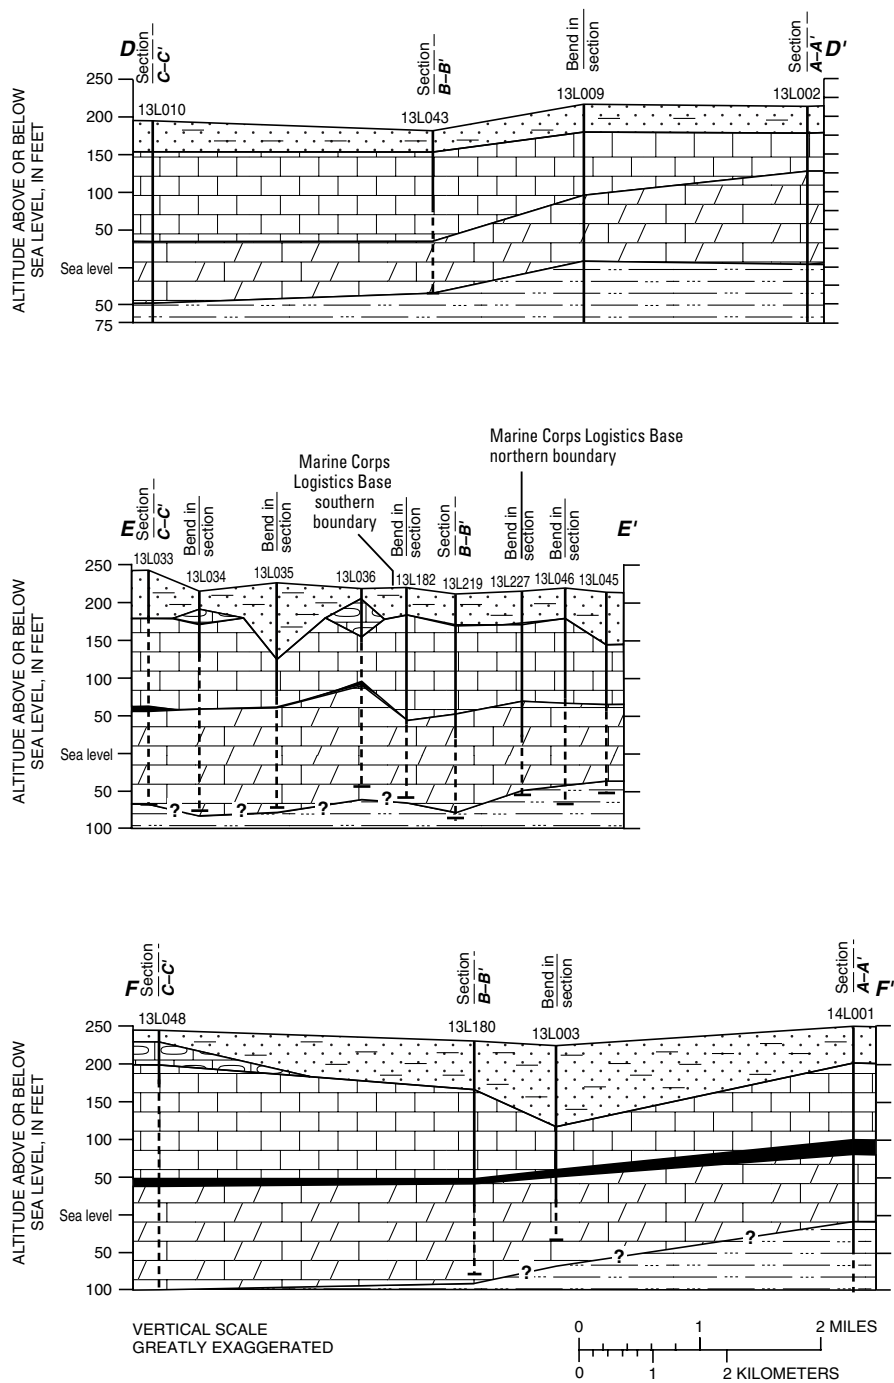 D
Section
C–C'
Section
B–B'
Bend in
section
Section
A–A'
D'
13L010
13L043
13L009
13L002
ALTITUDE ABOVE OR BELOW
SEA LEVEL, IN FEET
250
200
150
100
50
Sea level
50
75
Marine Corps
Logistics Base
southern
boundary
Marine Corps Logistics Base
northern boundary
E
Section
C–C'
Bend in
section
Bend in
section
Bend in
section
Section
B–B'
Bend in
section
Bend in
section
E'
13L033
13L034
13L035
13L036
13L182
13L219
13L227
13L046
13L045
ALTITUDE ABOVE OR BELOW
SEA LEVEL, IN FEET
250
200
150
100
50
Sea level
50
100
? ? ? ?
F
Section
C–C'
Section
B–B'
Bend in
section
Section
A–A'
F'
13L048
13L180
13L003
14L001
ALTITUDE ABOVE OR BELOW
SEA LEVEL, IN FEET
250
200
150
100
50
Sea level
50
100
? ? ?
VERTICAL SCALE
GREATLY EXAGGERATED
0 1 2 MILES
0 1 2 KILOMETERS